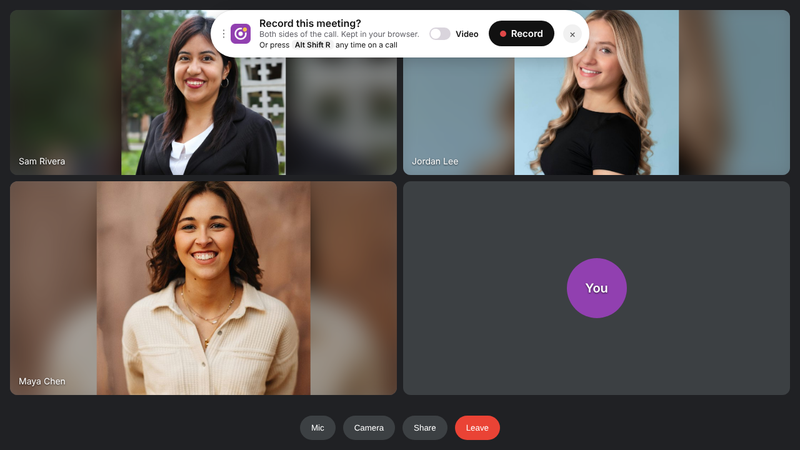 Record this meeting?
Both sides of the call. Kept in your browser.
Or press Alt Shift R any time on a call
Video
Record
×
Sam Rivera
Jordan Lee
Maya Chen
You
Mic
Camera
Share
Leave